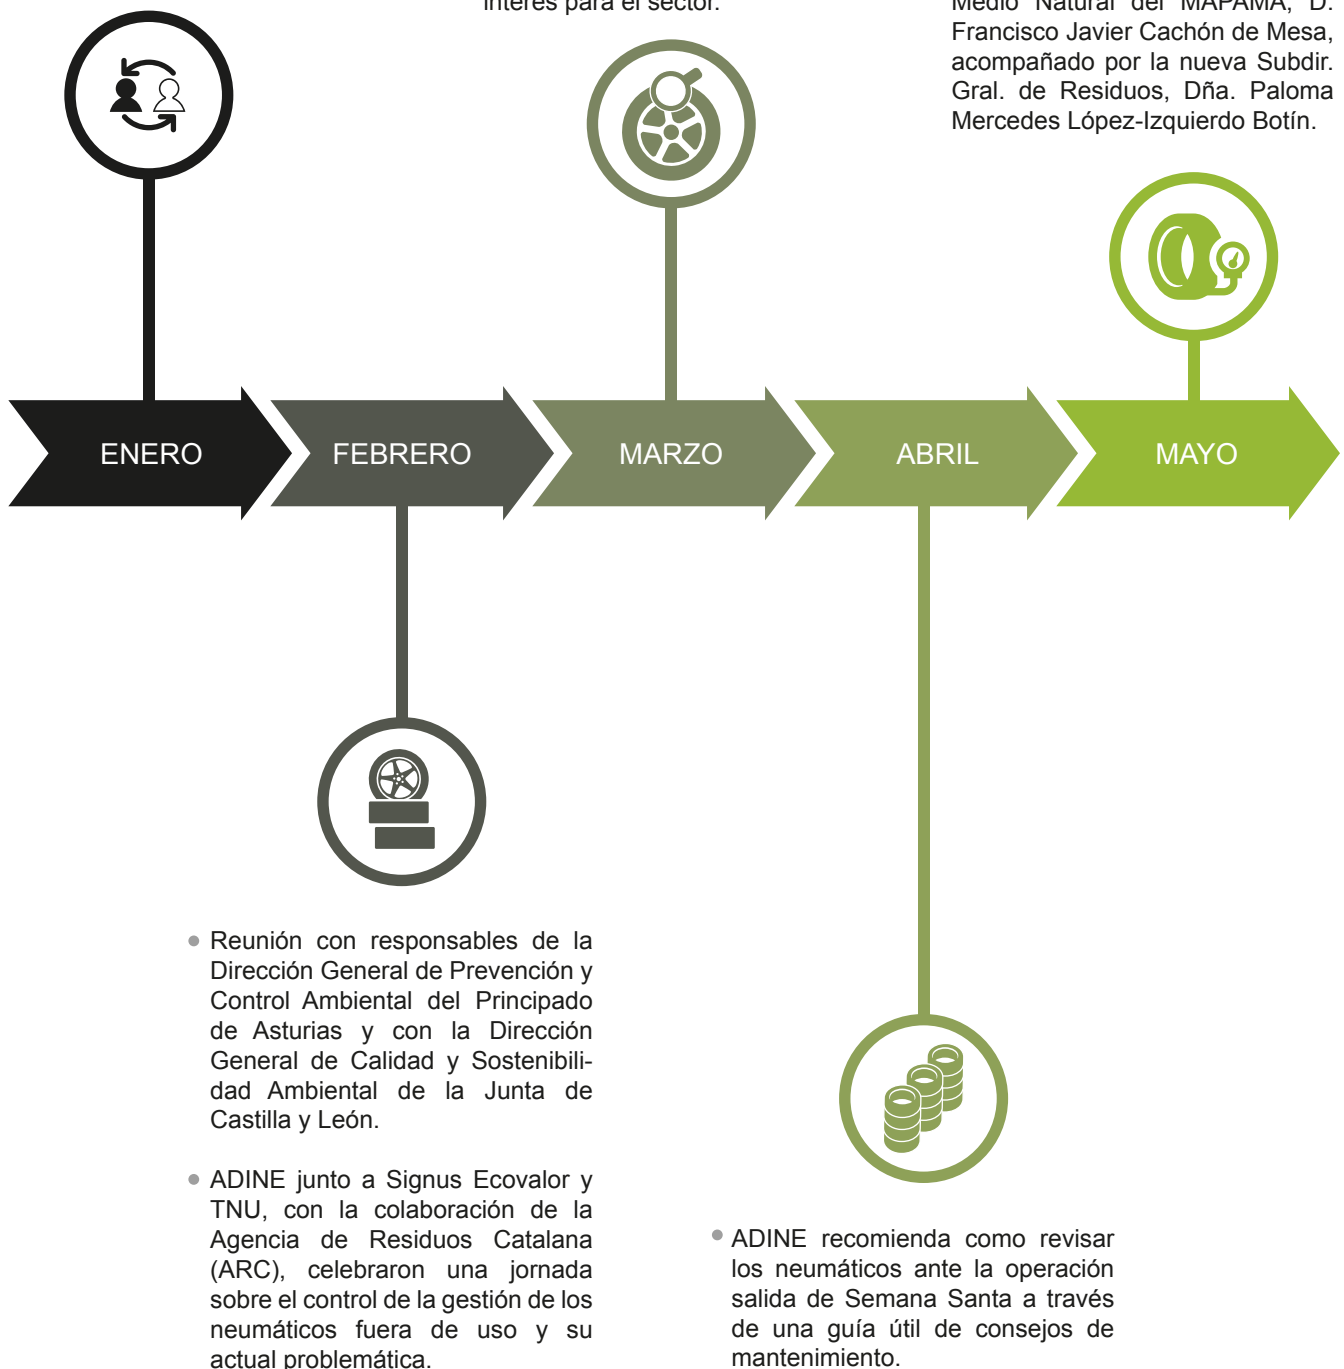 interés para el sector.
Medio Natural del MAPAMA, D.
Francisco Javier Cachón de Mesa,
acompañado por la nueva Subdir.
Gral. de Residuos, Dña. Paloma
Mercedes López-Izquierdo Botín.
ENERO
FEBRERO
MARZO
ABRIL
MAYO
Reunión con responsables de la
Dirección General de Prevención y
Control Ambiental del Principado
de Asturias y con la Dirección
General de Calidad y Sostenibili-
dad Ambiental de la Junta de
Castilla y León.
ADINE junto a Signus Ecovalor y
TNU, con la colaboración de la
Agencia de Residuos Catalana
(ARC), celebraron una jornada
sobre el control de la gestión de los
neumáticos fuera de uso y su
actual problemática.
ADINE recomienda como revisar
los neumáticos ante la operación
salida de Semana Santa a través
de una guía útil de consejos de
mantenimiento.